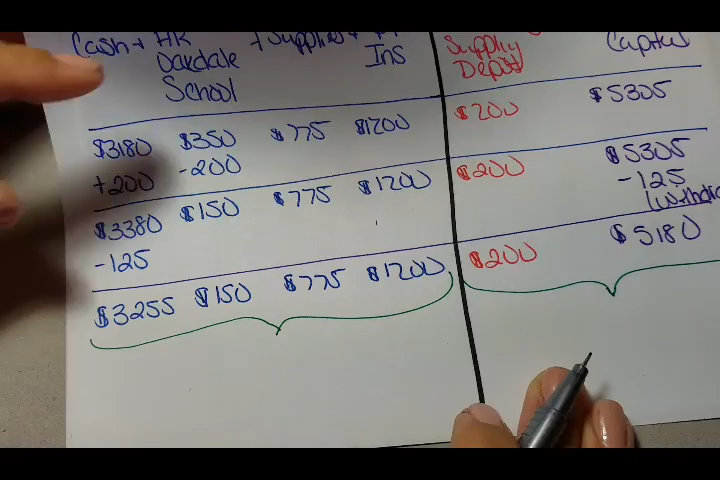 Cash + AR + Supplies +
Oakdale Ins Supply Capital
School Deposit
$3180 $350 $775 $1200 $200 $5305
+200 -200
$3380 $150 $775 $1200 $200 $5305
-125 -125
$3255 $150 $775 $1200 $200 $5180